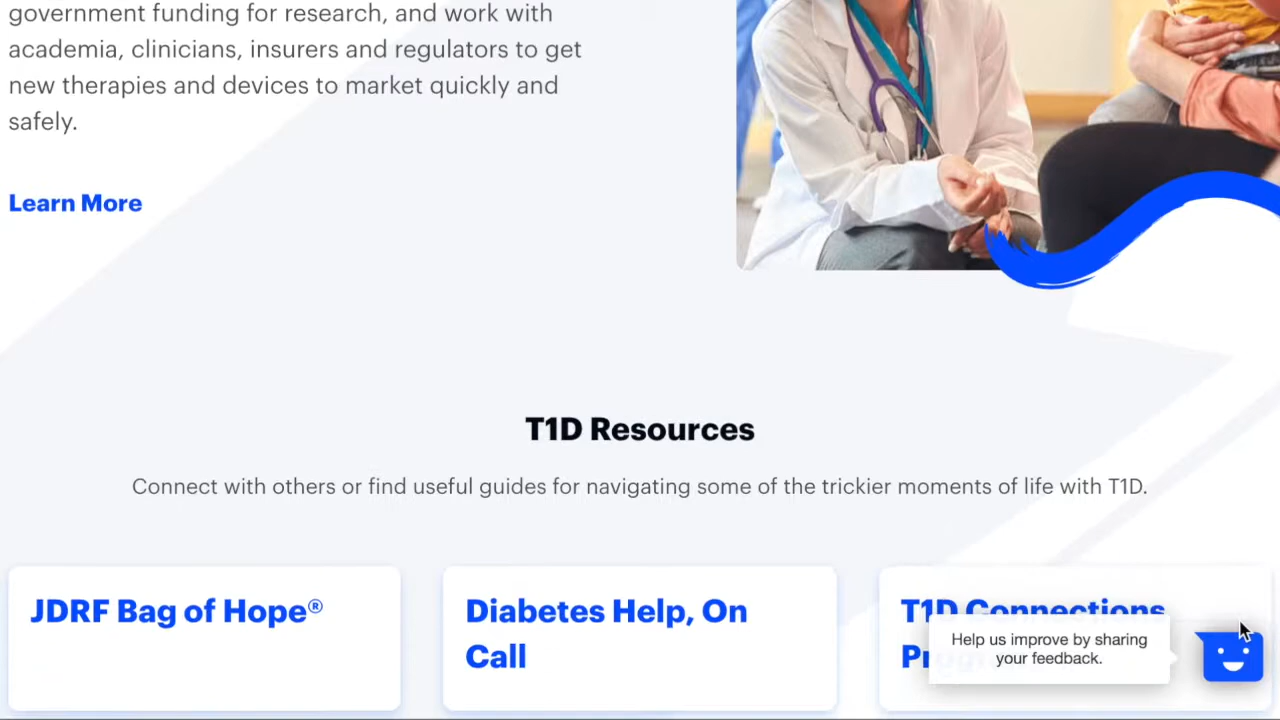 government funding for research, and work with
academia, clinicians, insurers and regulators to get
new therapies and devices to market quickly and
safely.
Learn More
T1D Resources
Connect with others or find useful guides for navigating some of the trickier moments of life with T1D.
JDRF Bag of Hope®
Diabetes Help, On
Call
T1D Connections
Help us improve by sharing
your feedback.